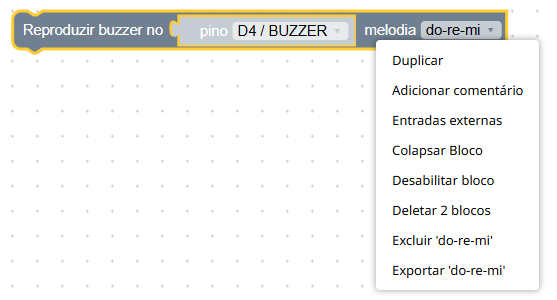 Reproduzir buzzer no pino D4 / BUZZER melodia do-re-mi
Duplicar
Adicionar comentário
Entradas externas
Colapsar Bloco
Desabilitar bloco
Deletar 2 blocos
Excluir 'do-re-mi'
Exportar 'do-re-mi'